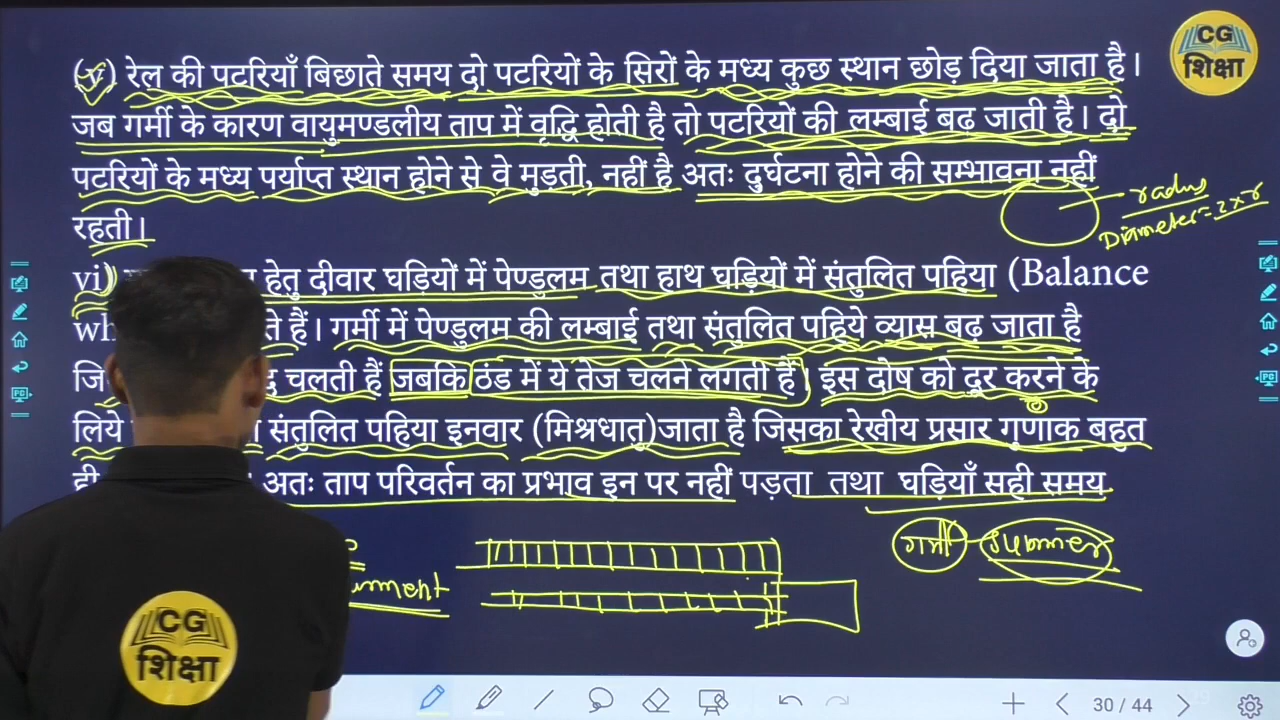 CG
शिक्षा
(v) रेल की पटरियाँ बिछाते समय दो पटरियों के सिरों के मध्य कुछ स्थान छोड़ दिया जाता है।
जब गर्मी के कारण वायुमण्डलीय ताप में वृद्धि होती है तो पटरियों की लम्बाई बढ जाती है। दो
पटरियों के मध्य पर्याप्त स्थान होने से वे मुड़ती, नहीं है अतः दुर्घटना होने की सम्भावना नहीं
radius
Diameter=2×r
रहती।
vi) हेतु दीवार घड़ियों में पेण्डुलम तथा हाथ घड़ियों में संतुलित पहिया (Balance
हैं। गर्मी में पेण्डुलम की लम्बाई तथा संतुलित पहिये व्यास बढ़ जाता है
चलती हैं जबकि ठंड में ये तेज चलने लगती हैं। इस दोष को दूर करने के
लिये संतुलित पहिया इनवार (मिश्रधातु)जाता है जिसका रेखीय प्रसार गुणाक बहुत
ही अतः ताप परिवर्तन का प्रभाव इन पर नहीं पड़ता तथा घड़ियाँ सही समय
गर्मी summer
CG
शिक्षा
30 / 44